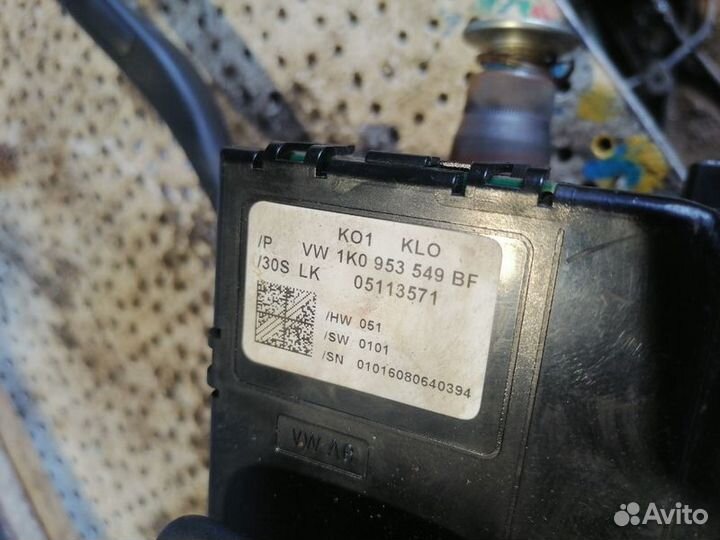 KO1 KLO
/P VW 1K0 953 549 BF
/30S LK 05113571
/HW 051
/SW 0101
/SN 01016080640394
VW AG
Avito